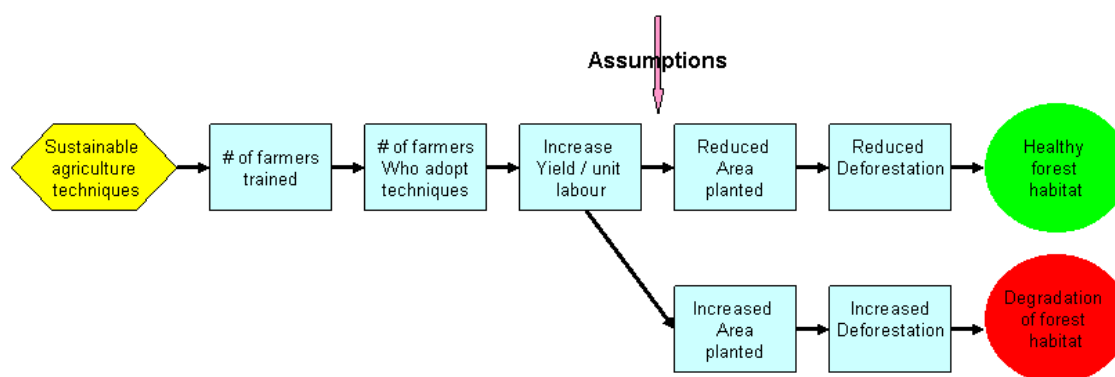 Assumptions
Sustainable
agriculture
techniques
# of farmers
trained
# of farmers
Who adopt
techniques
Increase
Yield / unit
labour
Reduced
Area
planted
Reduced
Deforestation
Healthy
forest
habitat
Increased
Area
planted
Increased
Deforestation
Degradation
of forest
habitat